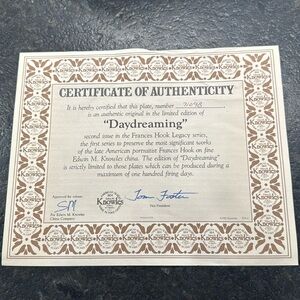 CERTIFICATE OF AUTHENTICITY
It is hereby certified that this plate, number
is an authentic original in the limited edition of
"Daydreaming"
second issue in the Frances Hook Legacy series,
the first series to preserve the most significant works
of the late American portraitist Frances Hook on fine
Edwin M. Knowles china. The edition of "Daydreaming"
is strictly limited to those plates which can be produced during a
maximum of one hundred firing days.
Approved for release
For Edwin M. Knowles
China Company
Knowles
Vice President